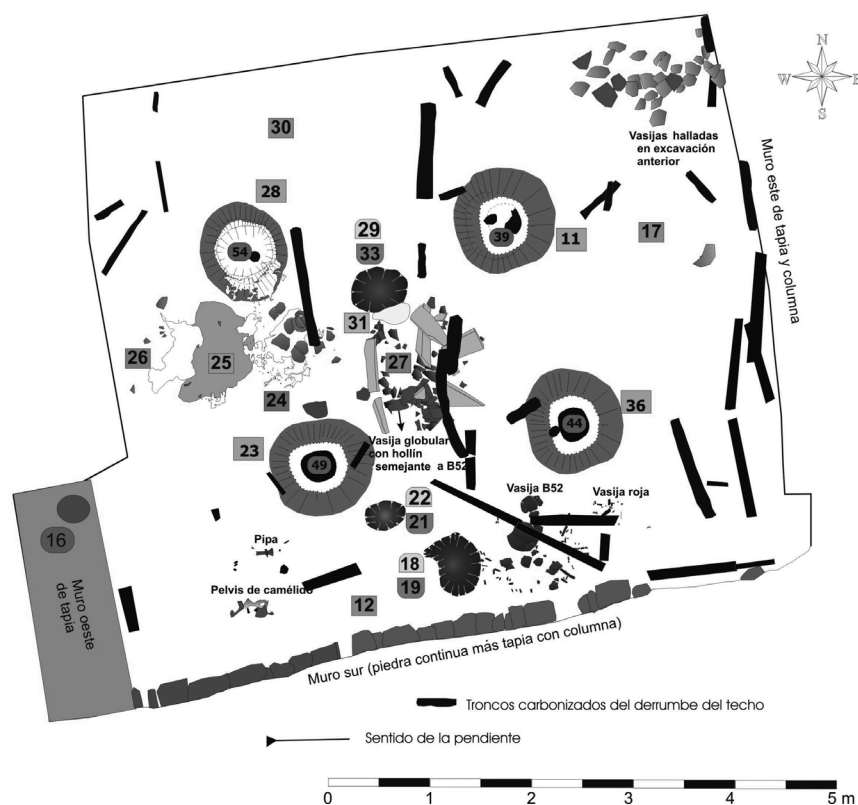 N
W
E
S
30
Vasijas halladas
en excavación
anterior
Muro este de tapia y columna
28
29
33
54
39
11
17
31
26
25
27
24
36
44
23
49
Vasija globular
con hollín
semejante a B52
22
21
Vasija B52
Vasija roja
16
Muro oeste
de tapia
Pipa
18
19
Pelvis de camélido
12
Muro sur (piedra continua más tapia con columna)
Troncos carbonizados del derrumbe del techo
Sentido de la pendiente
0 1 2 3 4 5 m